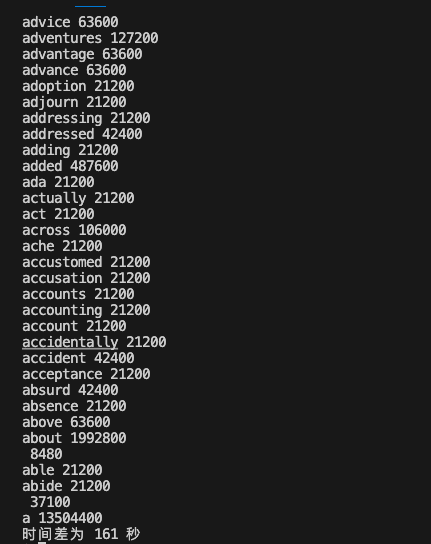 advice 63600
adventures 127200
advantage 63600
advance 63600
adoption 21200
adjourn 21200
addressing 21200
addressed 42400
adding 21200
added 487600
ada 21200
actually 21200
act 21200
across 106000
ache 21200
accustomed 21200
accusation 21200
accounts 21200
accounting 21200
account 21200
accidentally 21200
accident 42400
acceptance 21200
absurd 42400
absence 21200
above 63600
about 1992800
8480
able 21200
abide 21200
37100
a 13504400
时间差为 161 秒